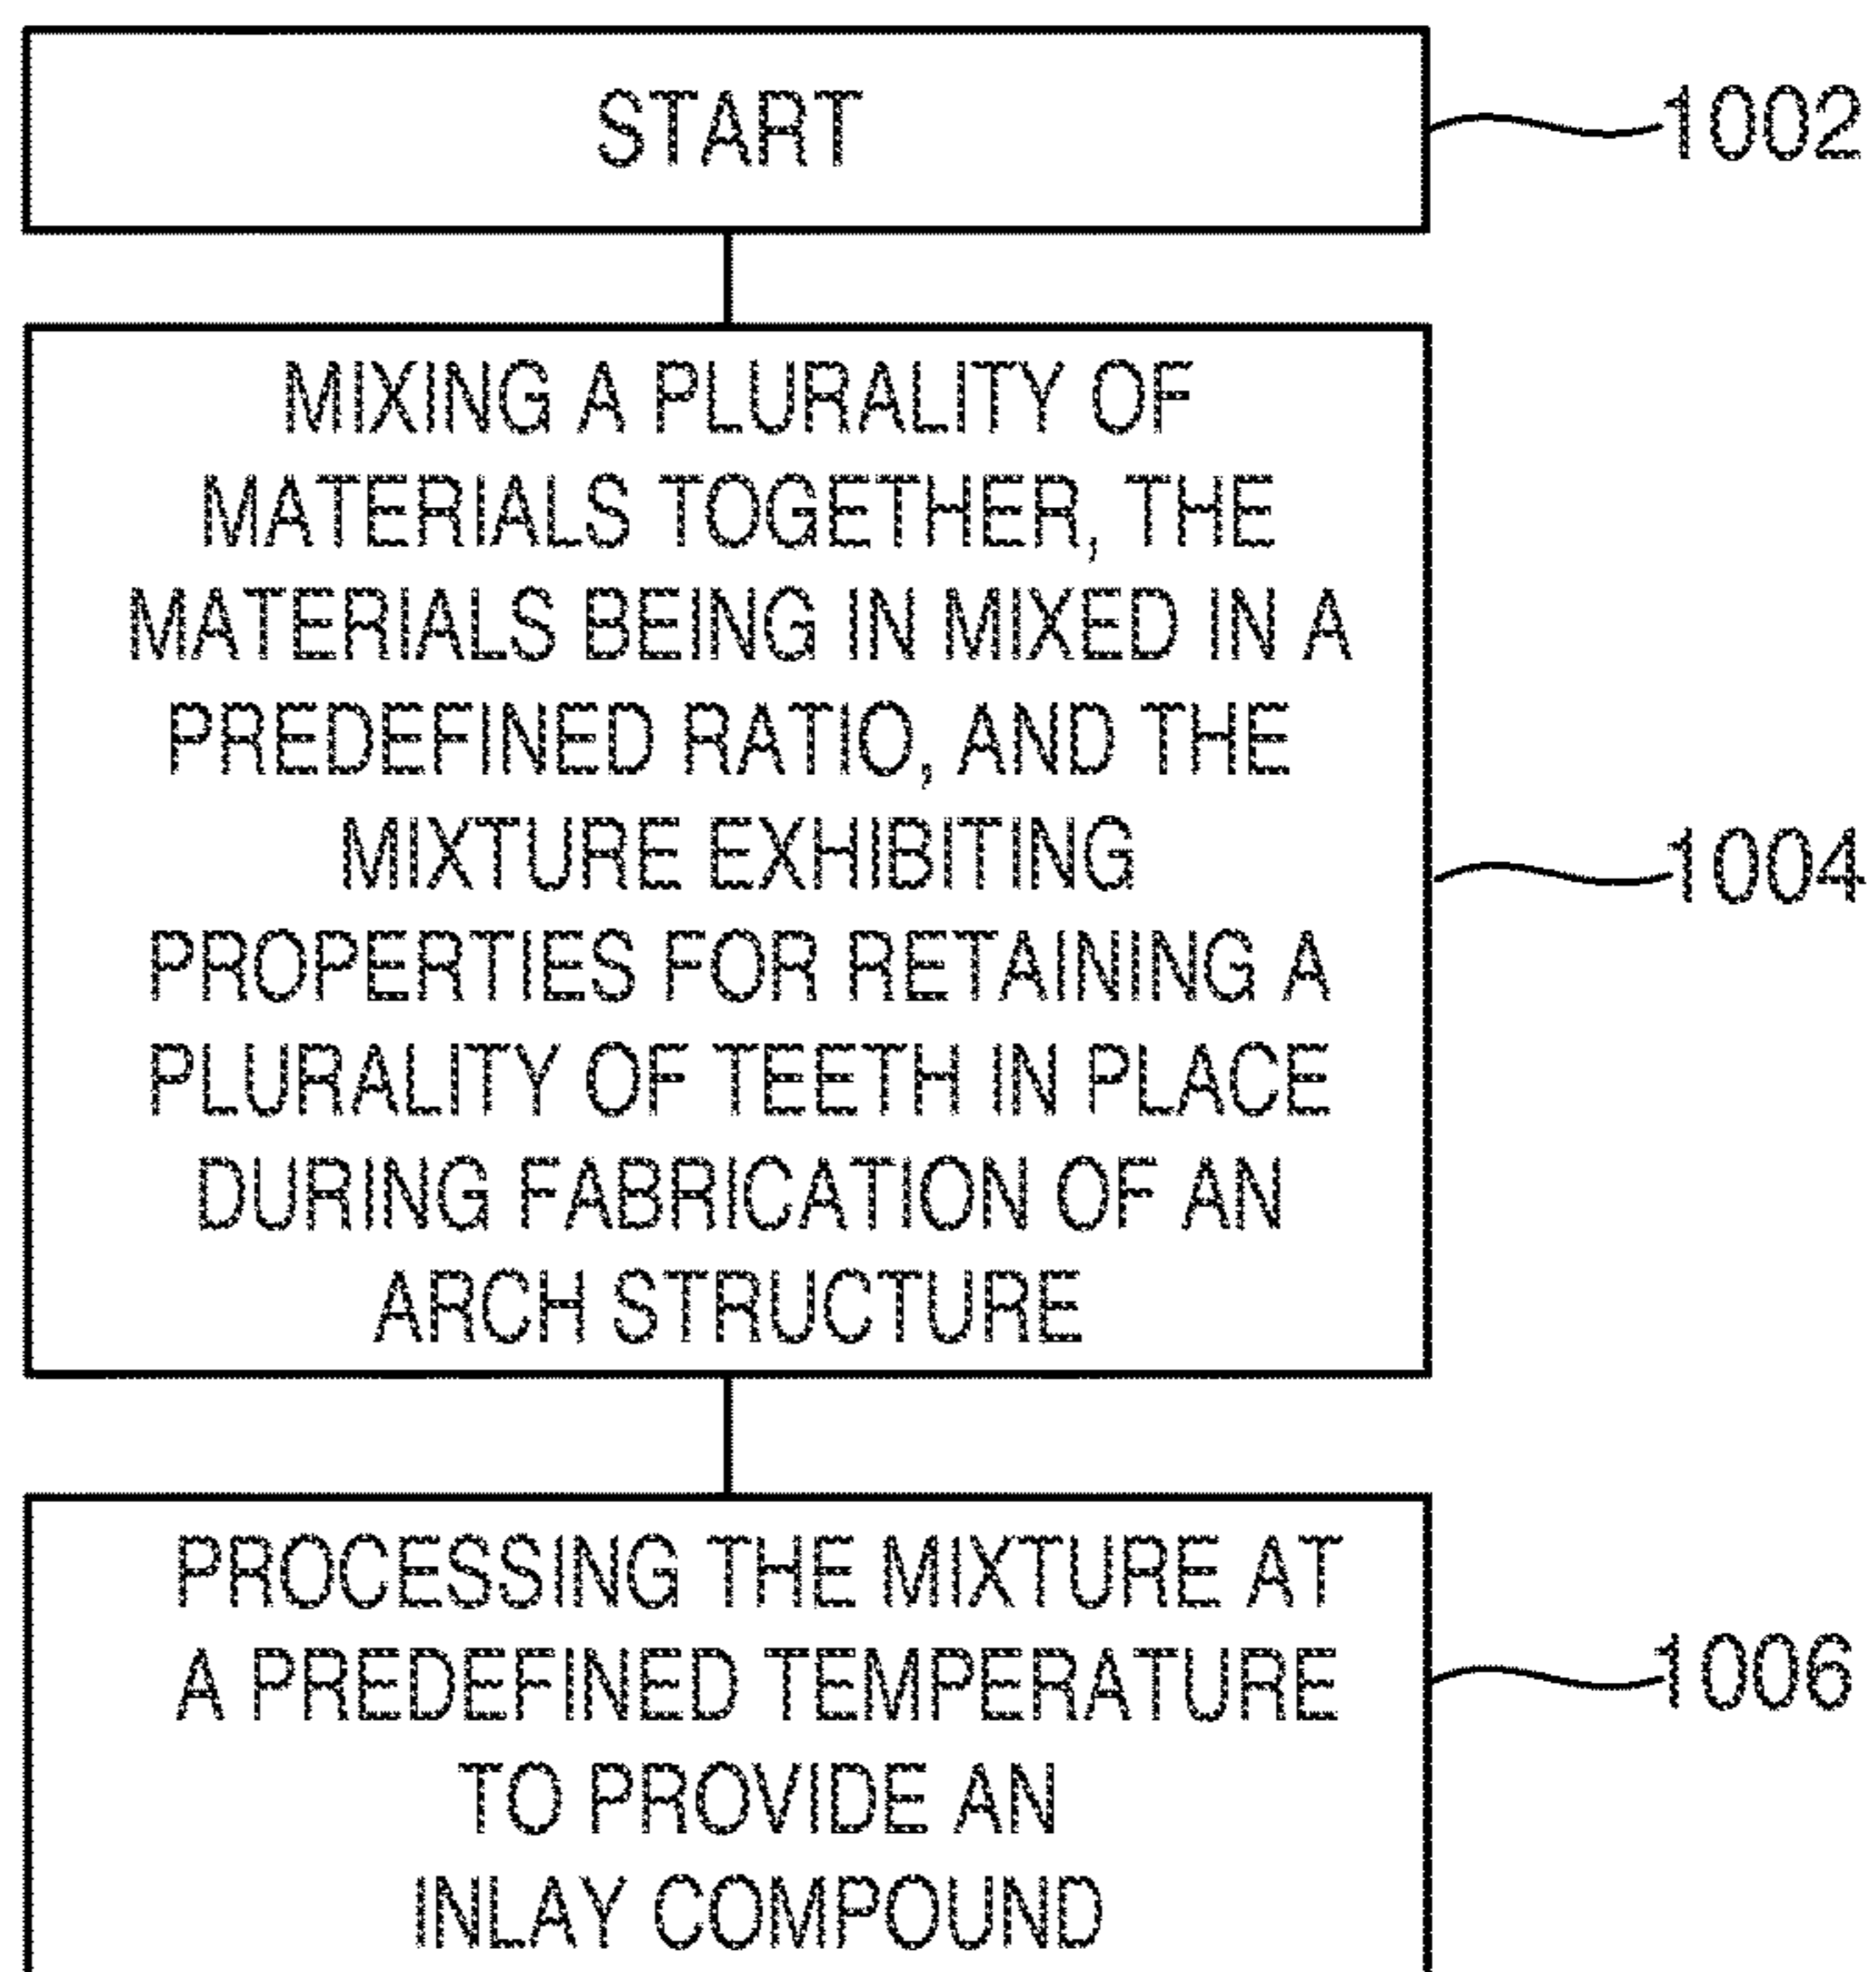 START
1002
MIXING A PLURALITY OF
MATERIALS TOGETHER, THE
MATERIALS BEING IN MIXED IN A
PREDEFINED RATIO, AND THE
MIXTURE EXHIBITING
PROPERTIES FOR RETAINING A
PLURALITY OF TEETH IN PLACE
DURING FABRICATION OF AN
ARCH STRUCTURE
1004
PROCESSING THE MIXTURE AT
A PREDEFINED TEMPERATURE
TO PROVIDE AN
INLAY COMPOUND
1006